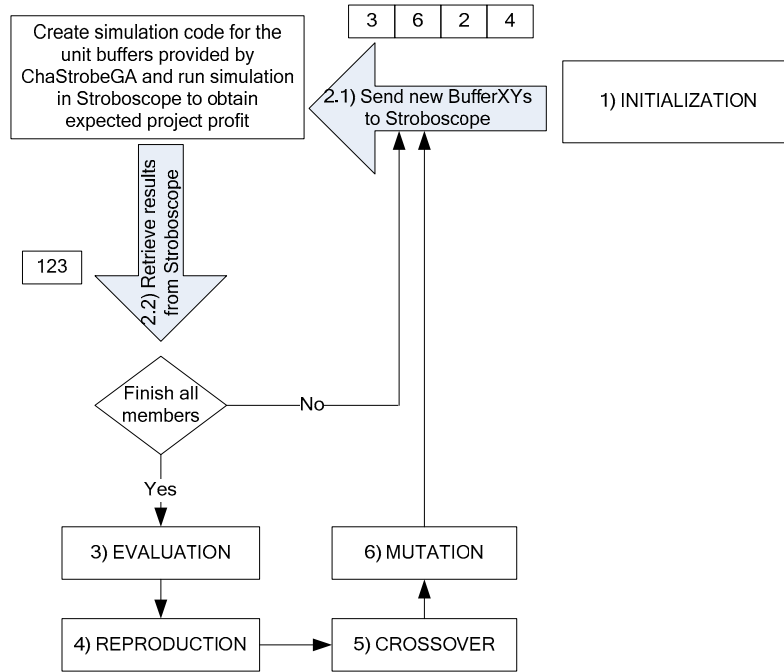 3 6 2 4
Create simulation code for the
unit buffers provided by
ChaStrobeGA and run simulation
in Stroboscope to obtain
expected project profit
2.1) Send new BufferXYs
to Stroboscope
1) INITIALIZATION
2.2) Retrieve results
from Stroboscope
123
Finish all
members
No
Yes
3) EVALUATION
6) MUTATION
4) REPRODUCTION
5) CROSSOVER